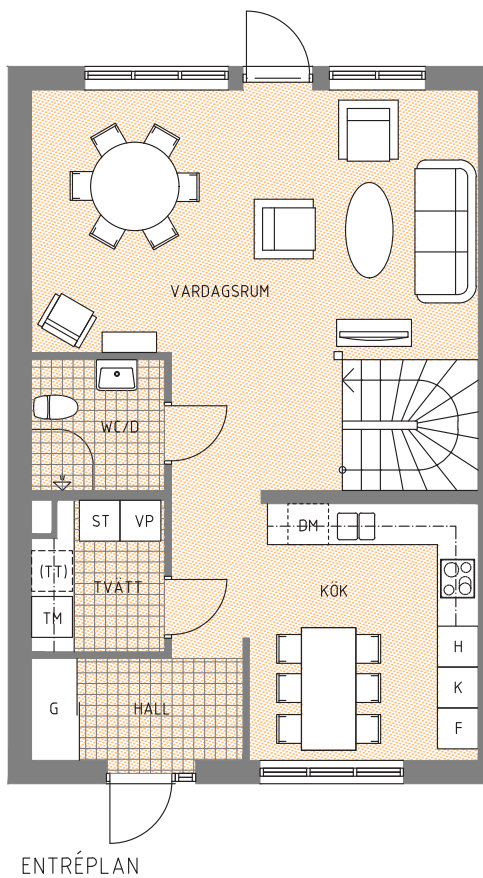 VARDAGSRUM
WC/D
ST VP
DM
(TT)
TVÄTT
KÖK
TM
H
K
G
HALL
F
ENTRÉPLAN